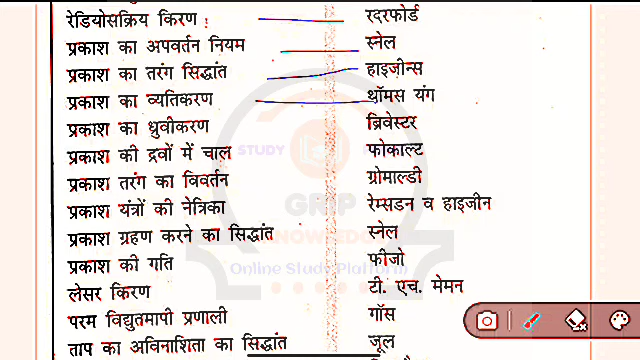 रेडियोसक्रिय किरण : रदरफोर्ड
प्रकाश का अपवर्तन नियम स्नेल
प्रकाश का तरंग सिद्धांत हाइजीन्स
प्रकाश का व्यतिकरण थॉमस यंग
प्रकाश का ध्रुवीकरण ब्रिवेस्टर
प्रकाश की द्रवों में चाल फोकाल्ट
प्रकाश तरंग का विवर्तन ग्रोमाल्डी
प्रकाश यंत्रों की नेत्रिका रेम्सडन व हाइजीन
प्रकाश ग्रहण करने का सिद्धांत स्नेल
प्रकाश की गति फीजो
लेसर किरण टी. एच. मेमन
परम विद्युतमापी प्रणाली गॉस
ताप का अविनाशिता का सिद्धांत जूल
STUDY
GRIP
KNOWLEDGE
Online Study Platform